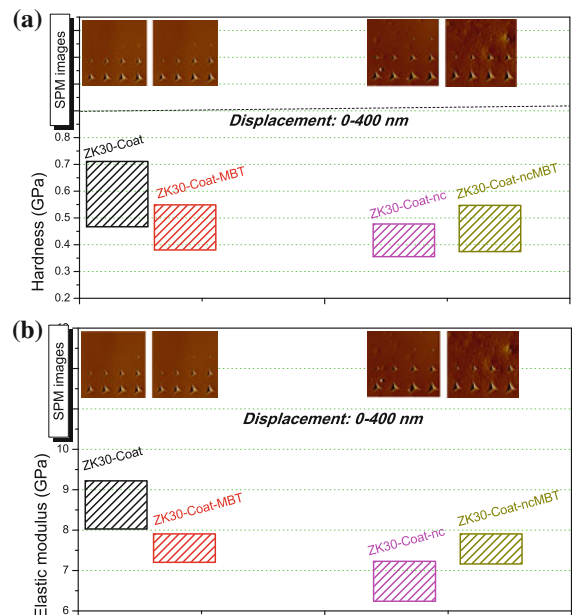 (a)
SPM images
Displacement: 0-400 nm
ZK30-Coat
ZK30-Coat-MBT
ZK30-Coat-nc
ZK30-Coat-ncMBT
Hardness (GPa)
0.8
0.7
0.6
0.5
0.4
0.3
0.2
(b)
SPM images
Displacement: 0-400 nm
ZK30-Coat
ZK30-Coat-MBT
ZK30-Coat-nc
ZK30-Coat-ncMBT
Elastic modulus (GPa)
10
9
8
7
6